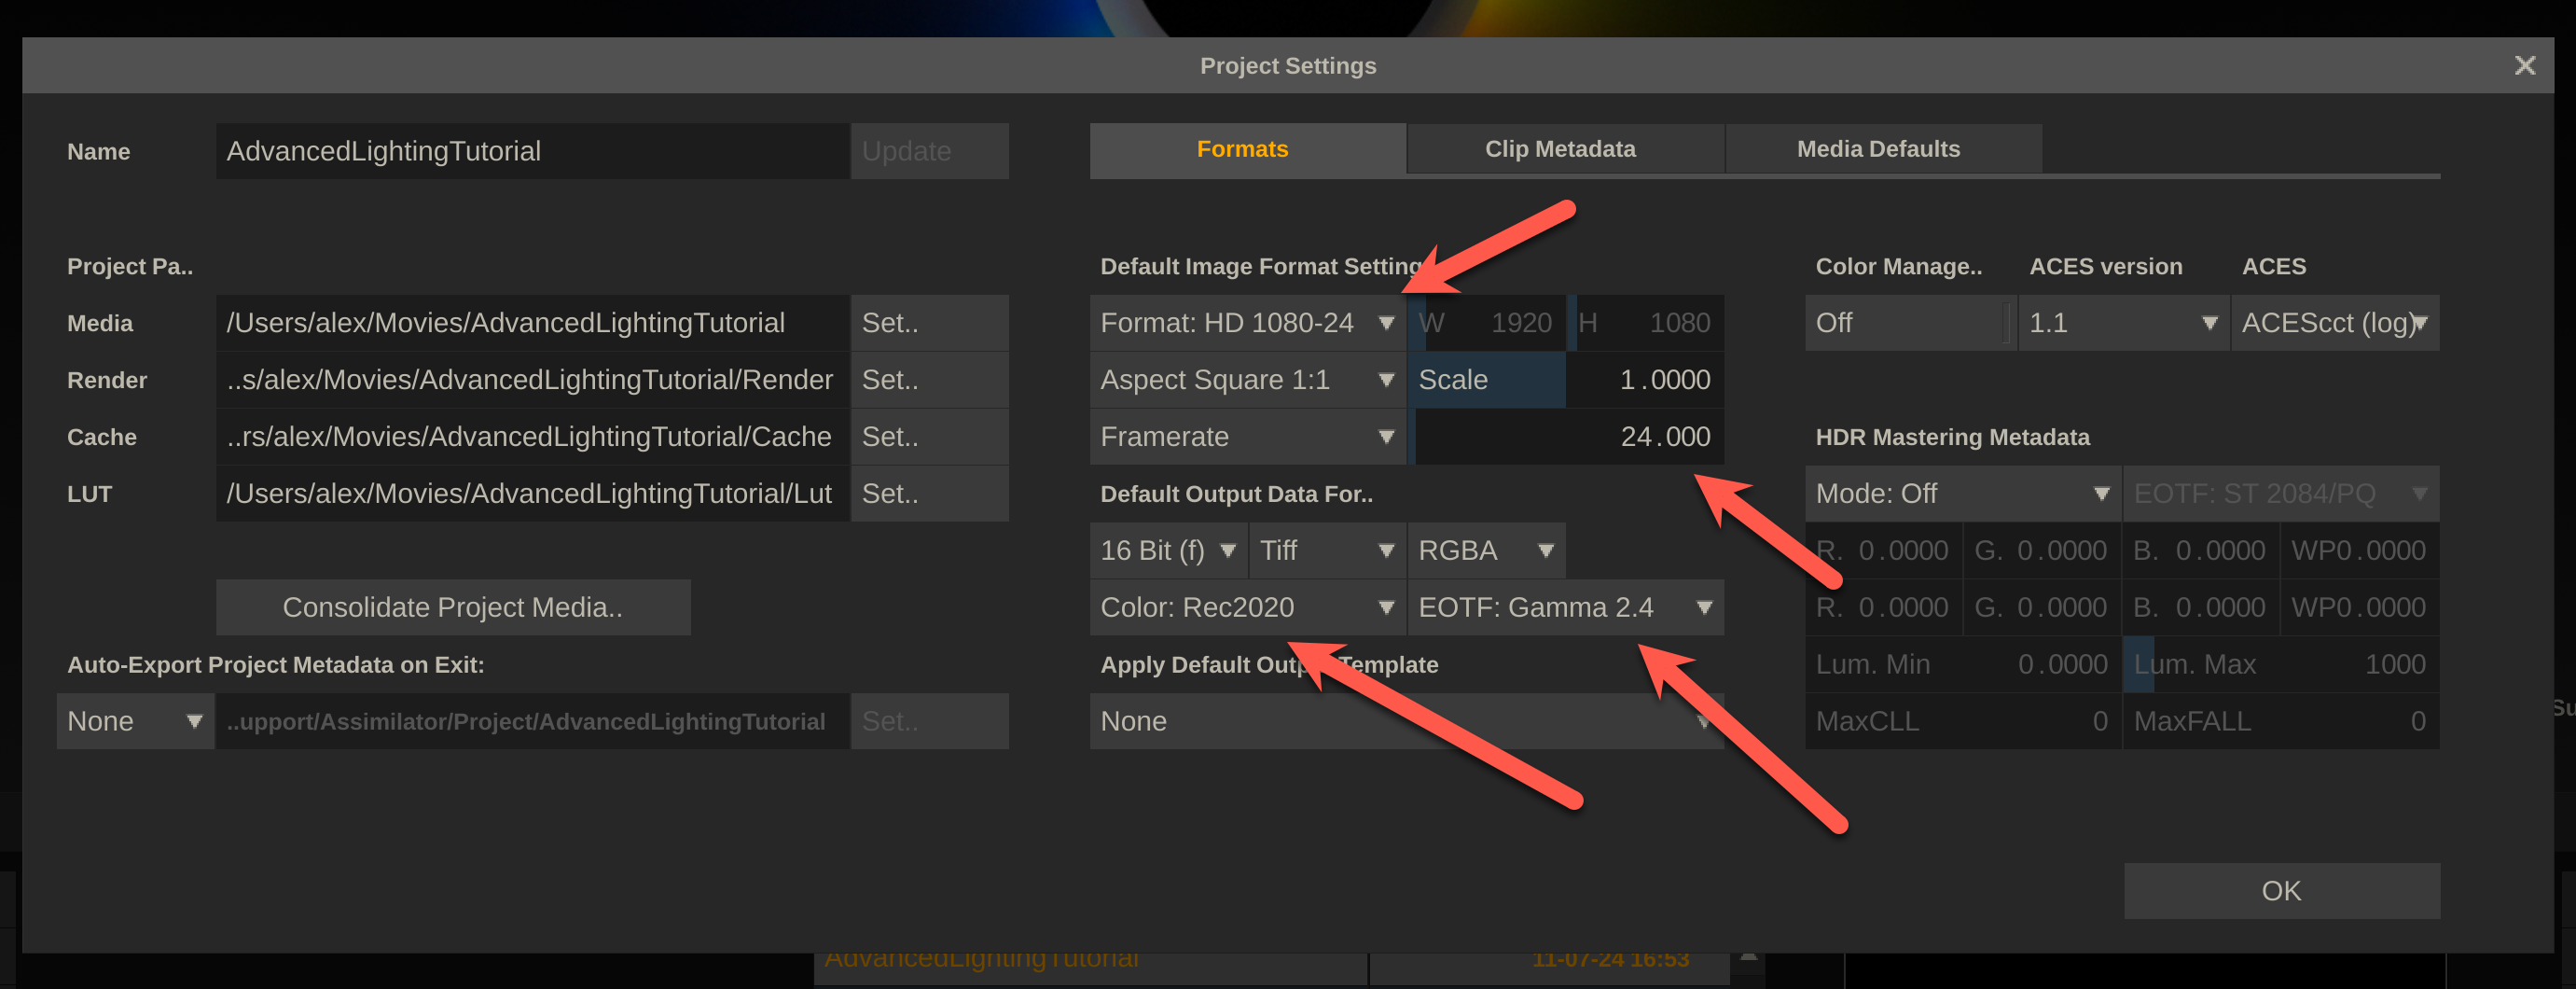 Project Settings
Name
AdvancedLightingTutorial
Update
Formats
Clip Metadata
Media Defaults
Project Pa..
Media
/Users/alex/Movies/AdvancedLightingTutorial
Set..
Render
..s/alex/Movies/AdvancedLightingTutorial/Render
Set..
Cache
..rs/alex/Movies/AdvancedLightingTutorial/Cache
Set..
LUT
/Users/alex/Movies/AdvancedLightingTutorial/Lut
Set..
Consolidate Project Media..
Auto-Export Project Metadata on Exit:
None
..upport/Assimilator/Project/AdvancedLightingTutorial
Set..
Default Image Format Setting
Format: HD 1080-24
W 1920
H 1080
Aspect Square 1:1
Scale 1.0000
Framerate
24.000
Default Output Data For..
16 Bit (f)
Tiff
RGBA
Color: Rec2020
EOTF: Gamma 2.4
Apply Default Output Template
None
Color Manage..
ACES version
ACES
Off
1.1
ACEScct (log)
HDR Mastering Metadata
Mode: Off
EOTF: ST 2084/PQ
R. 0.0000
G. 0.0000
B. 0.0000
WP0.0000
R. 0.0000
G. 0.0000
B. 0.0000
WP0.0000
Lum. Min 0.0000
Lum. Max 1000
MaxCLL 0
MaxFALL 0
OK
Su
AdvancedLightingTutorial
11-07-24 16:53